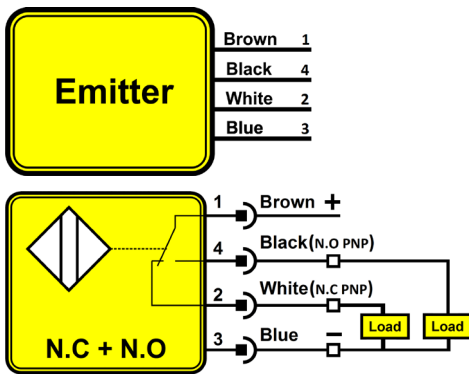 Emitter
Brown 1
Black 4
White 2
Blue 3
1 Brown +
4 Black(N.O PNP)
2 White(N.C PNP)
Load Load
3 Blue −
N.C + N.O